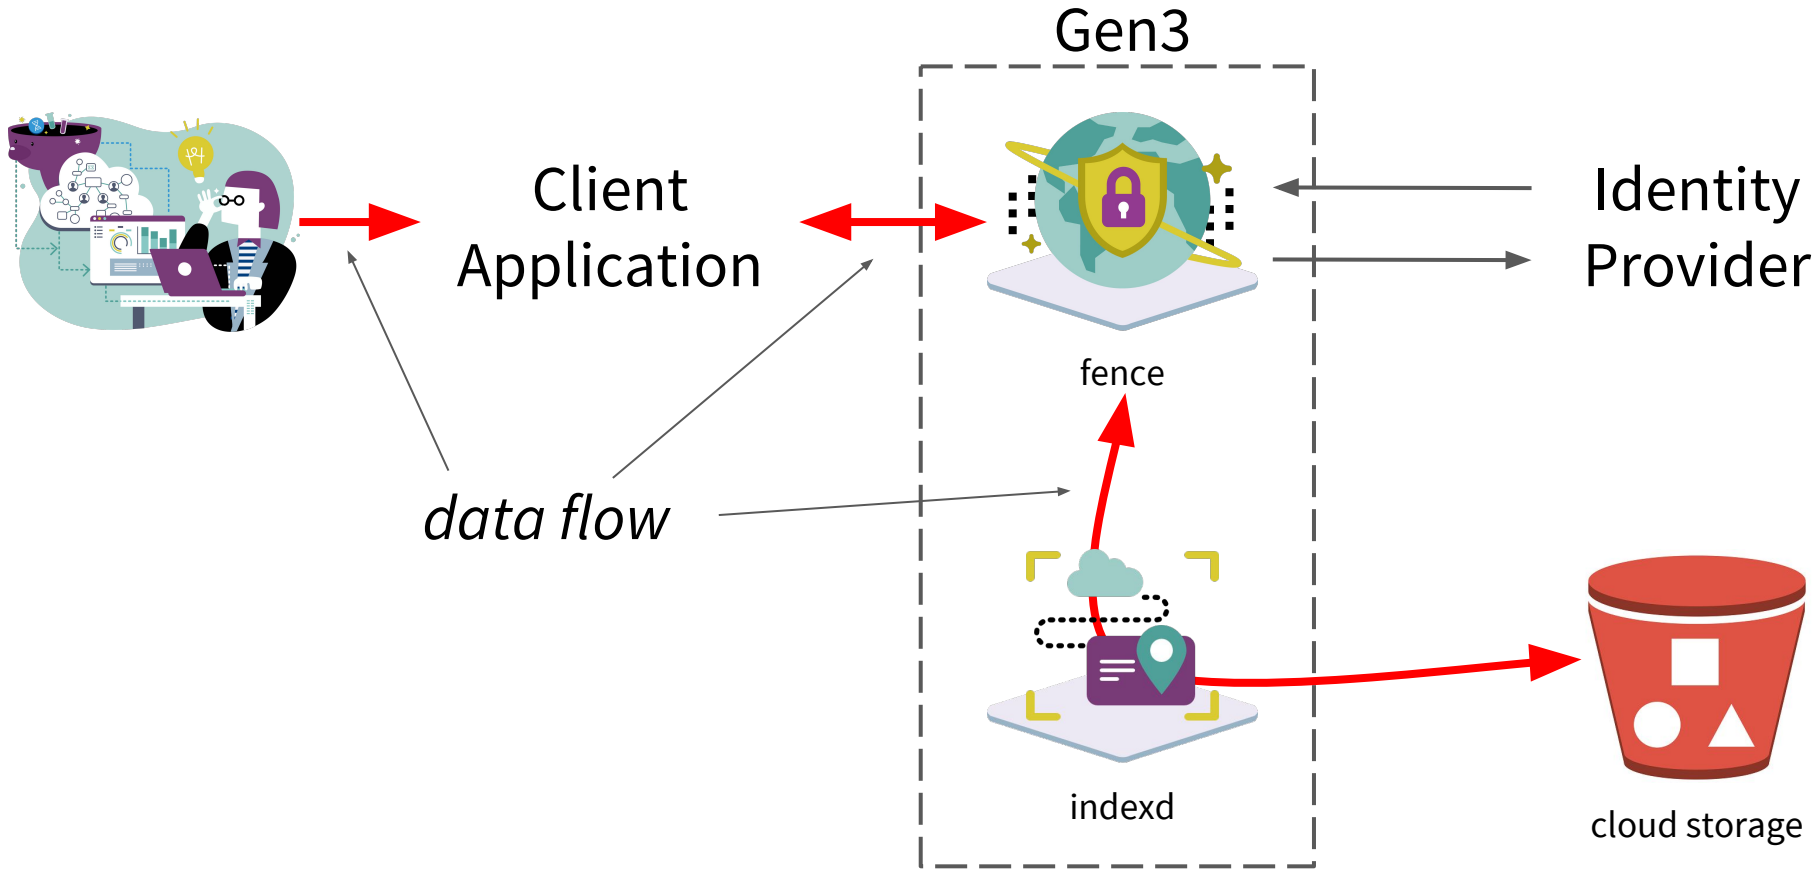 Gen3
Client
Application
Identity
Provider
fence
data flow
indexd
cloud storage